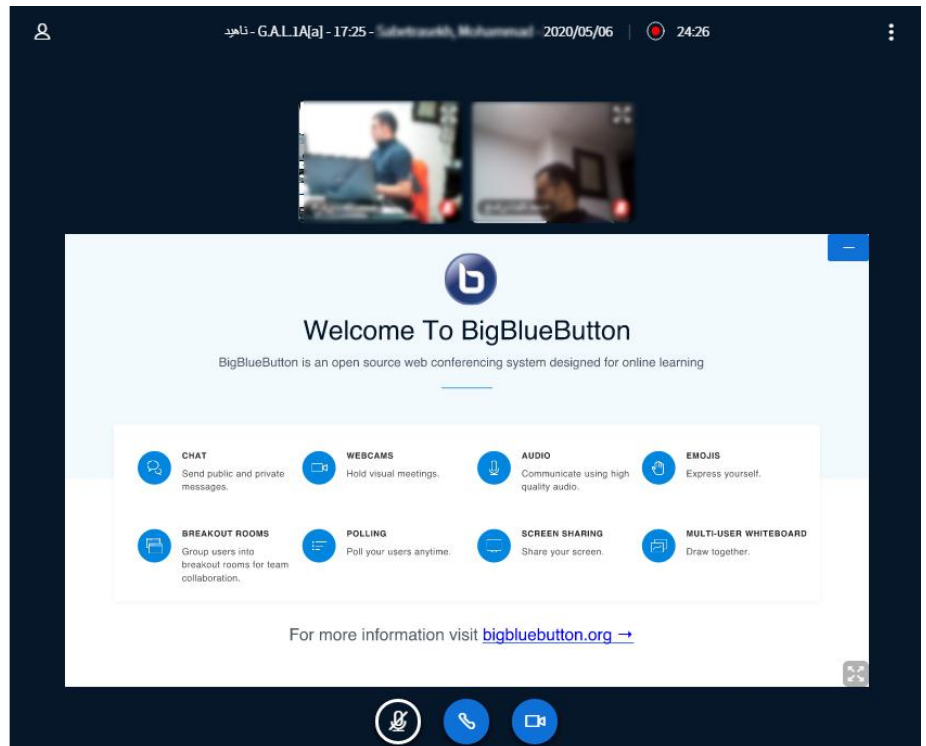 ناهید - G.A.L.1A[a] - 17:25 - 2020/05/06 | 24:26
Welcome To BigBlueButton
BigBlueButton is an open source web conferencing system designed for online learning
CHAT
Send public and private
messages.
WEBCAMS
Hold visual meetings.
AUDIO
Communicate using high
quality audio.
EMOJIS
Express yourself.
BREAKOUT ROOMS
Group users into
breakout rooms for team
collaboration.
POLLING
Poll your users anytime.
SCREEN SHARING
Share your screen.
MULTI-USER WHITEBOARD
Draw together.
For more information visit bigbluebutton.org →